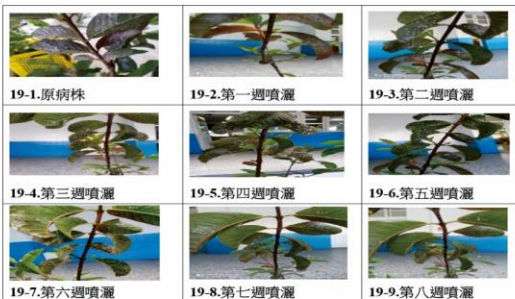 19-1.原病株
19-2.第一週噴灑
19-3.第二週噴灑
19-4.第三週噴灑
19-5.第四週噴灑
19-6.第五週噴灑
19-7.第六週噴灑
19-8.第七週噴灑
19-9.第八週噴灑